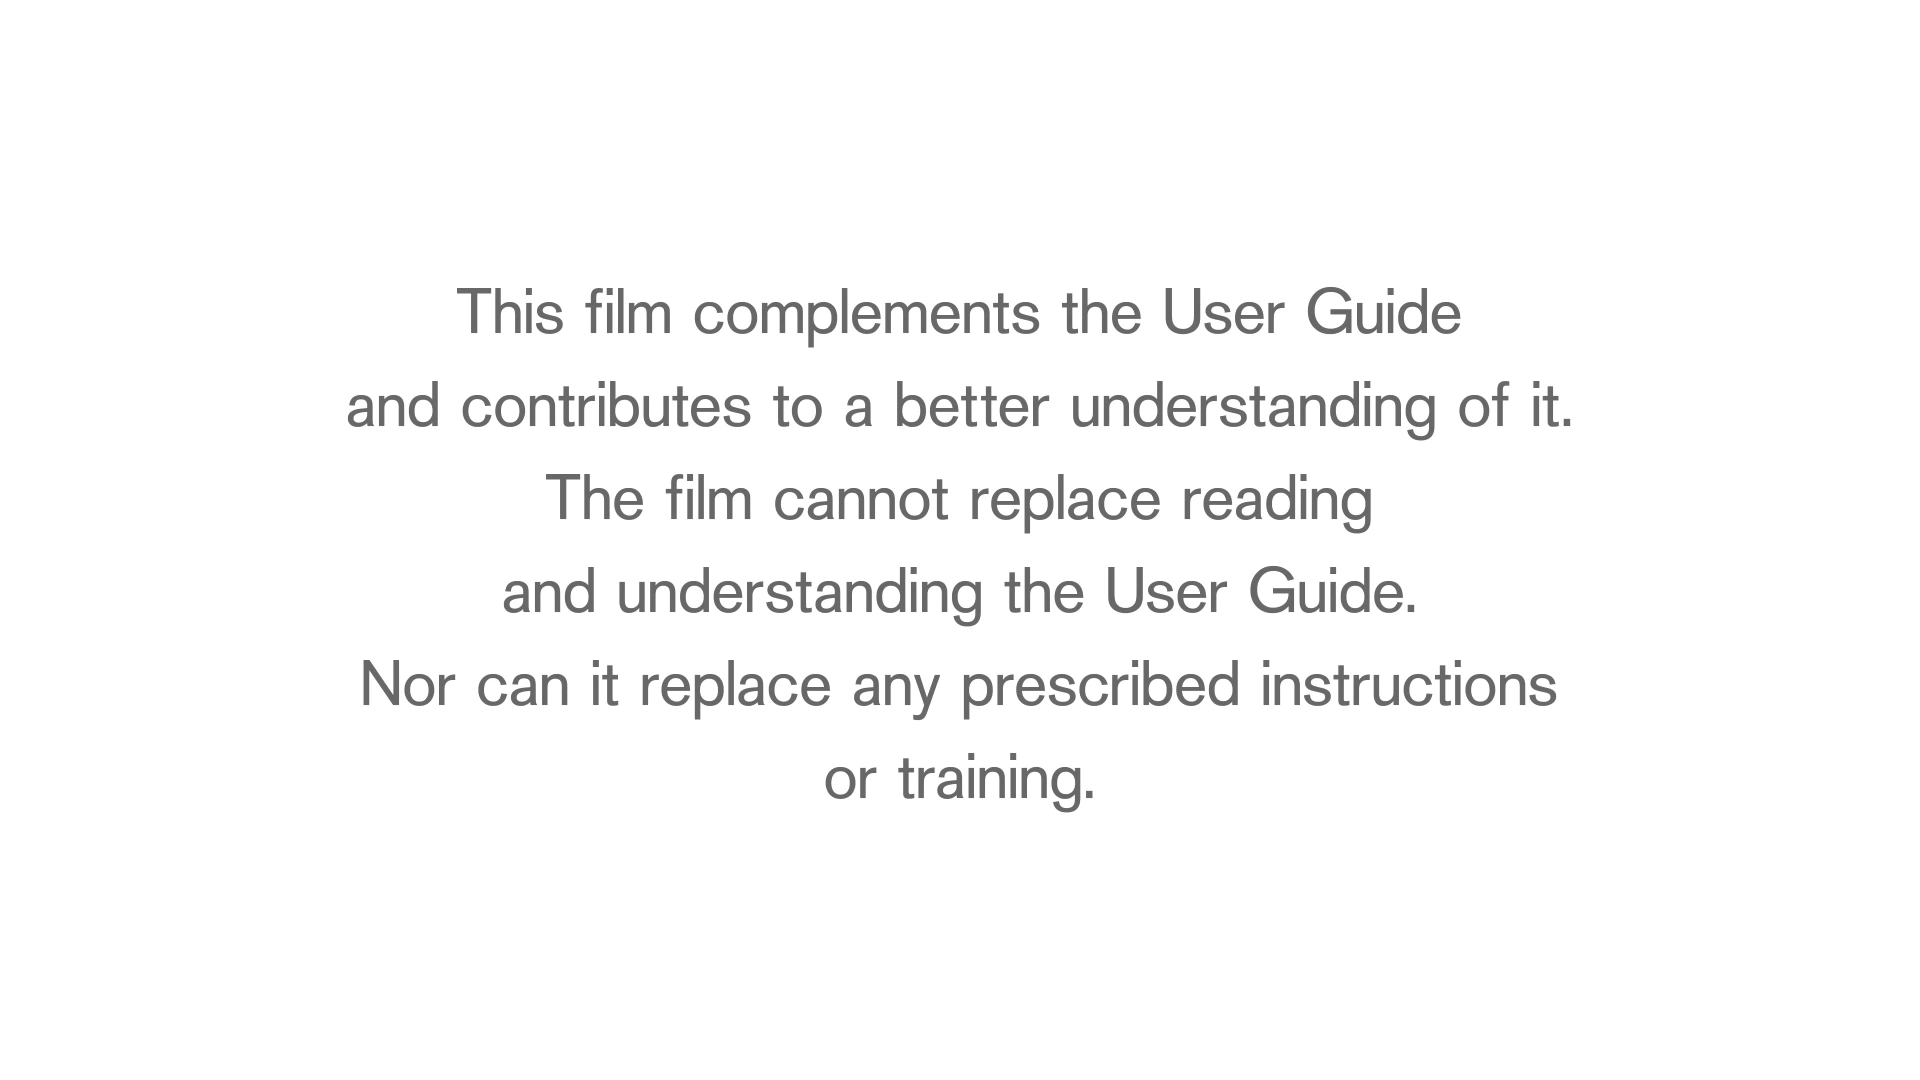 This film complements the User Guide
and contributes to a better understanding of it.
The film cannot replace reading
and understanding the User Guide.
Nor can it replace any prescribed instructions
or training.